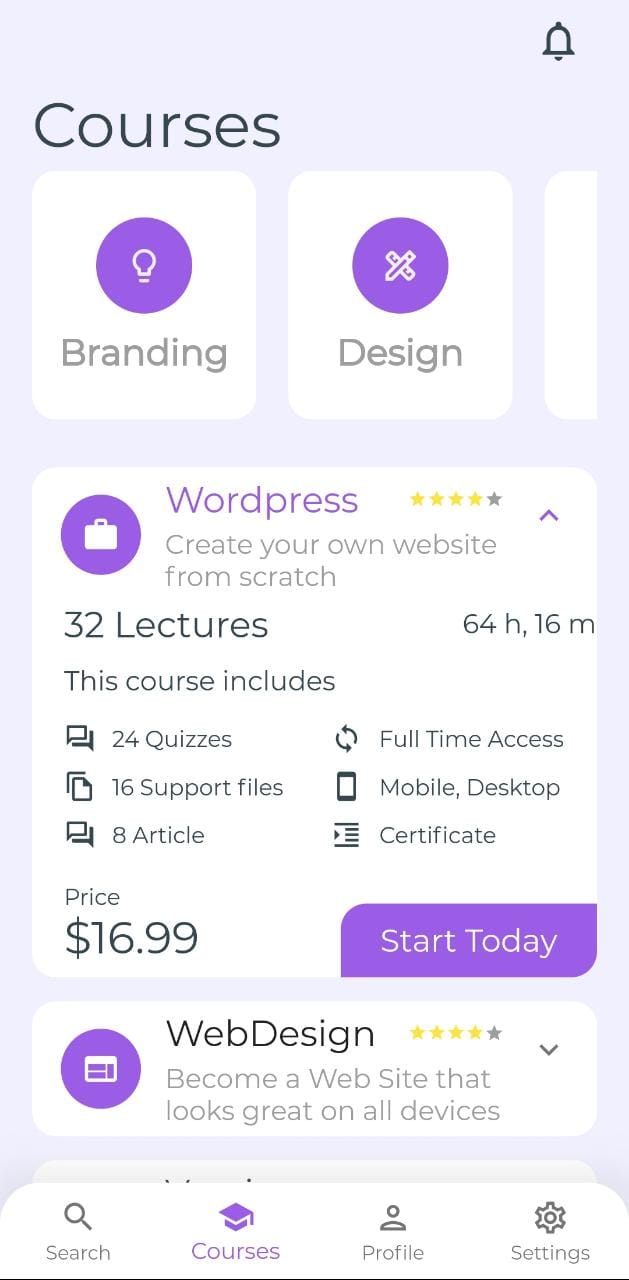 Courses
Branding
Design
Wordpress
Create your own website
from scratch
32 Lectures
64 h, 16 m
This course includes
24 Quizzes
Full Time Access
16 Support files
Mobile, Desktop
8 Article
Certificate
Price
$16.99
Start Today
WebDesign
Become a Web Site that
looks great on all devices
Search
Courses
Profile
Settings